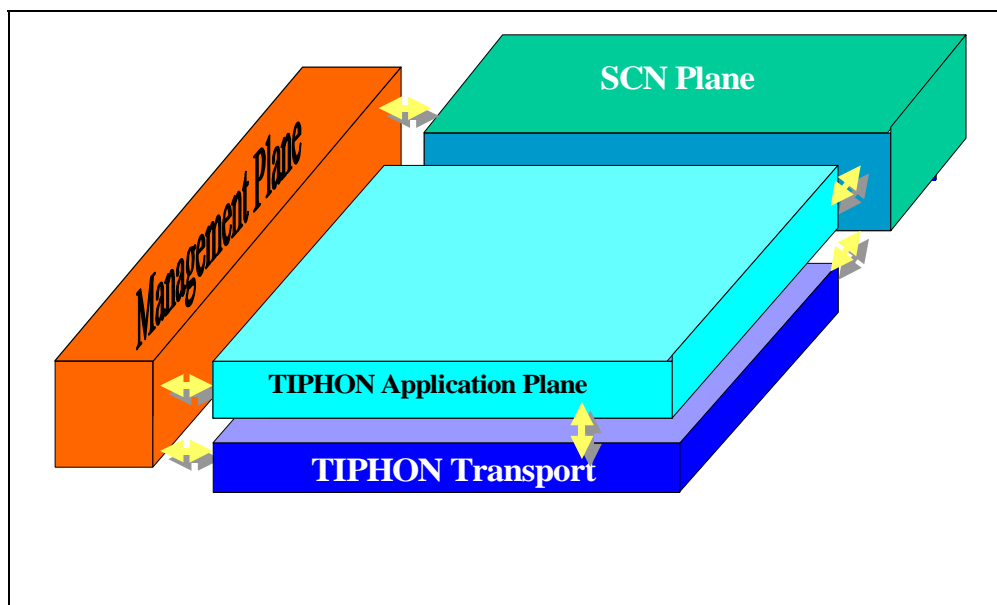 SCN Plane
Management Plane
TIPHON Application Plane
TIPHON Transport